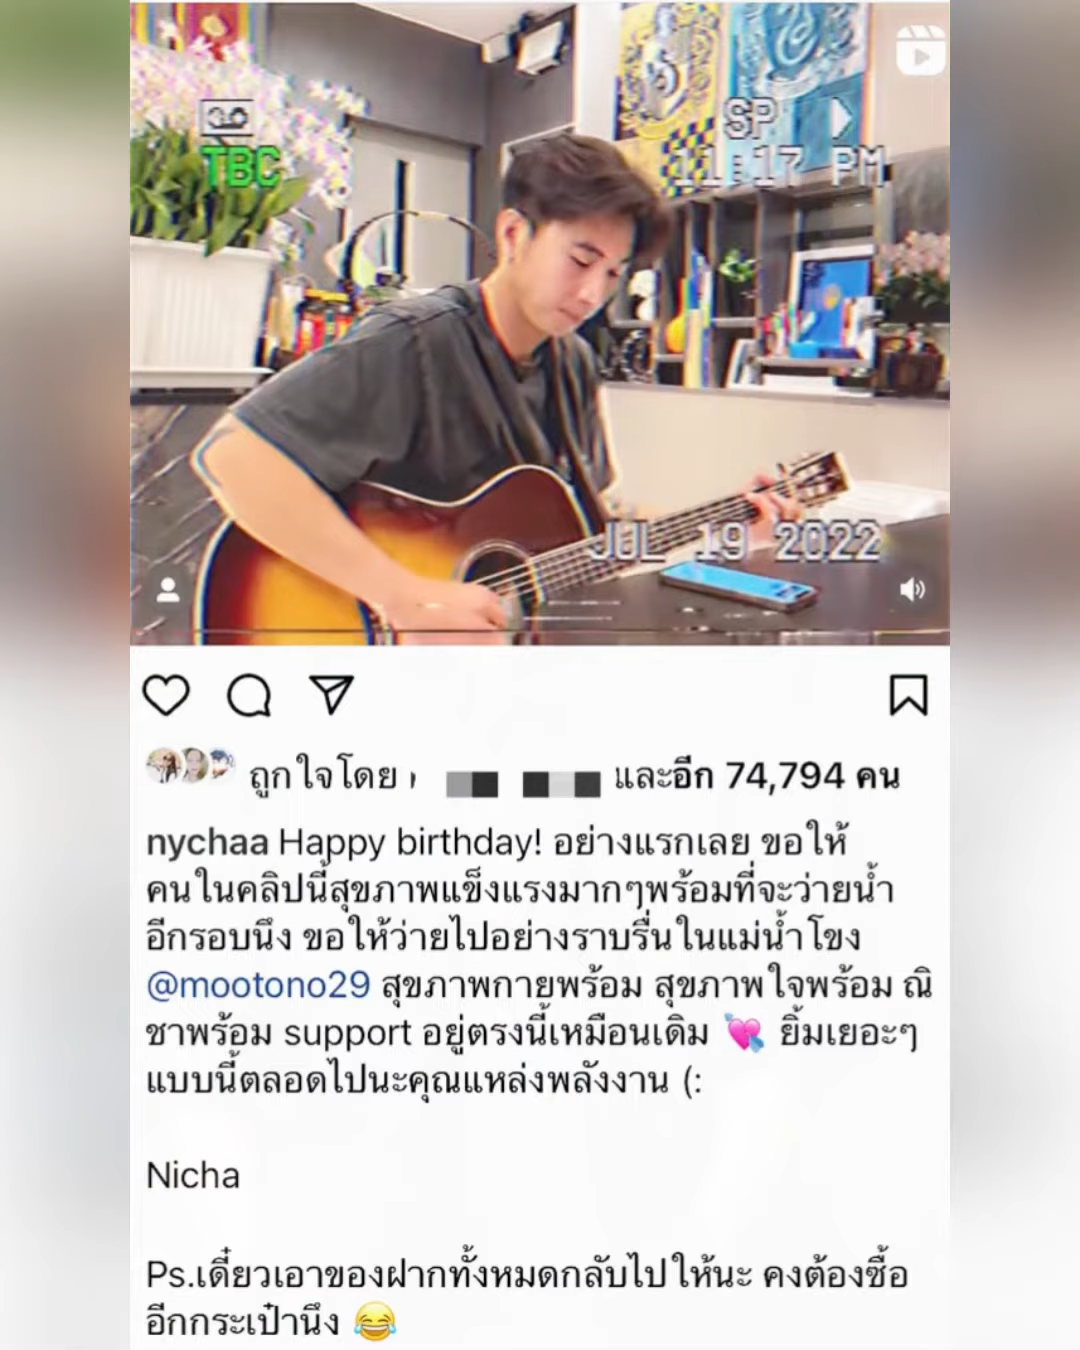 SP
TBC
11:17 PM
JUL 19 2022
ถูกใจโดย และอีก 74,794 คน
nychaa Happy birthday! อย่างแรกเลย ขอให้
คนในคลิปนี้สุขภาพแข็งแรงมากๆพร้อมที่จะว่ายน้ำ
อีกรอบนึง ขอให้ว่ายไปอย่างราบรื่นในแม่น้ำโขง
@mootono29 สุขภาพกายพร้อม สุขภาพใจพร้อม ณิ
ชาพร้อม support อยู่ตรงนี้เหมือนเดิม 💘 ยิ้มเยอะๆ
แบบนี้ตลอดไปนะคุณแหล่งพลังงาน (:
Nicha
Ps.เดี๋ยวเอาของฝากทั้งหมดกลับไปให้นะ คงต้องซื้อ
อีกกระเป๋านึง 😂